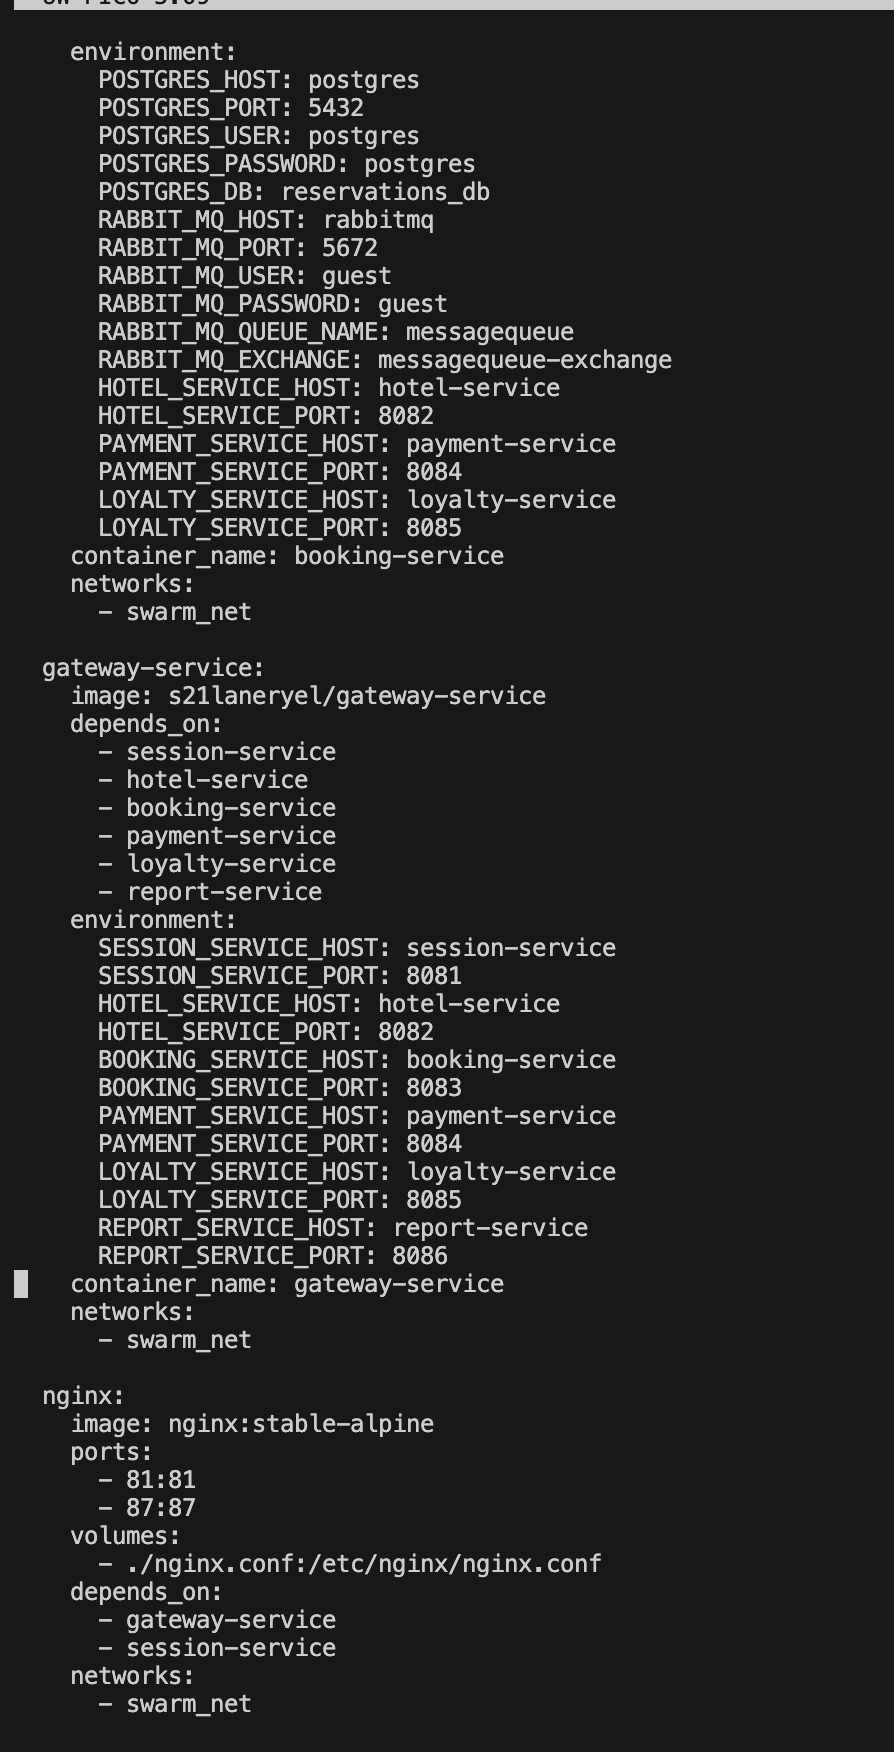 UW PICO 5.09
environment:
POSTGRES_HOST: postgres
POSTGRES_PORT: 5432
POSTGRES_USER: postgres
POSTGRES_PASSWORD: postgres
POSTGRES_DB: reservations_db
RABBIT_MQ_HOST: rabbitmq
RABBIT_MQ_PORT: 5672
RABBIT_MQ_USER: guest
RABBIT_MQ_PASSWORD: guest
RABBIT_MQ_QUEUE_NAME: messagequeue
RABBIT_MQ_EXCHANGE: messagequeue-exchange
HOTEL_SERVICE_HOST: hotel-service
HOTEL_SERVICE_PORT: 8082
PAYMENT_SERVICE_HOST: payment-service
PAYMENT_SERVICE_PORT: 8084
LOYALTY_SERVICE_HOST: loyalty-service
LOYALTY_SERVICE_PORT: 8085
container_name: booking-service
networks:
- swarm_net
gateway-service:
image: s21laneryel/gateway-service
depends_on:
- session-service
- hotel-service
- booking-service
- payment-service
- loyalty-service
- report-service
environment:
SESSION_SERVICE_HOST: session-service
SESSION_SERVICE_PORT: 8081
HOTEL_SERVICE_HOST: hotel-service
HOTEL_SERVICE_PORT: 8082
BOOKING_SERVICE_HOST: booking-service
BOOKING_SERVICE_PORT: 8083
PAYMENT_SERVICE_HOST: payment-service
PAYMENT_SERVICE_PORT: 8084
LOYALTY_SERVICE_HOST: loyalty-service
LOYALTY_SERVICE_PORT: 8085
REPORT_SERVICE_HOST: report-service
REPORT_SERVICE_PORT: 8086
container_name: gateway-service
networks:
- swarm_net
nginx:
image: nginx:stable-alpine
ports:
- 81:81
- 87:87
volumes:
- ./nginx.conf:/etc/nginx/nginx.conf
depends_on:
- gateway-service
- session-service
networks:
- swarm_net